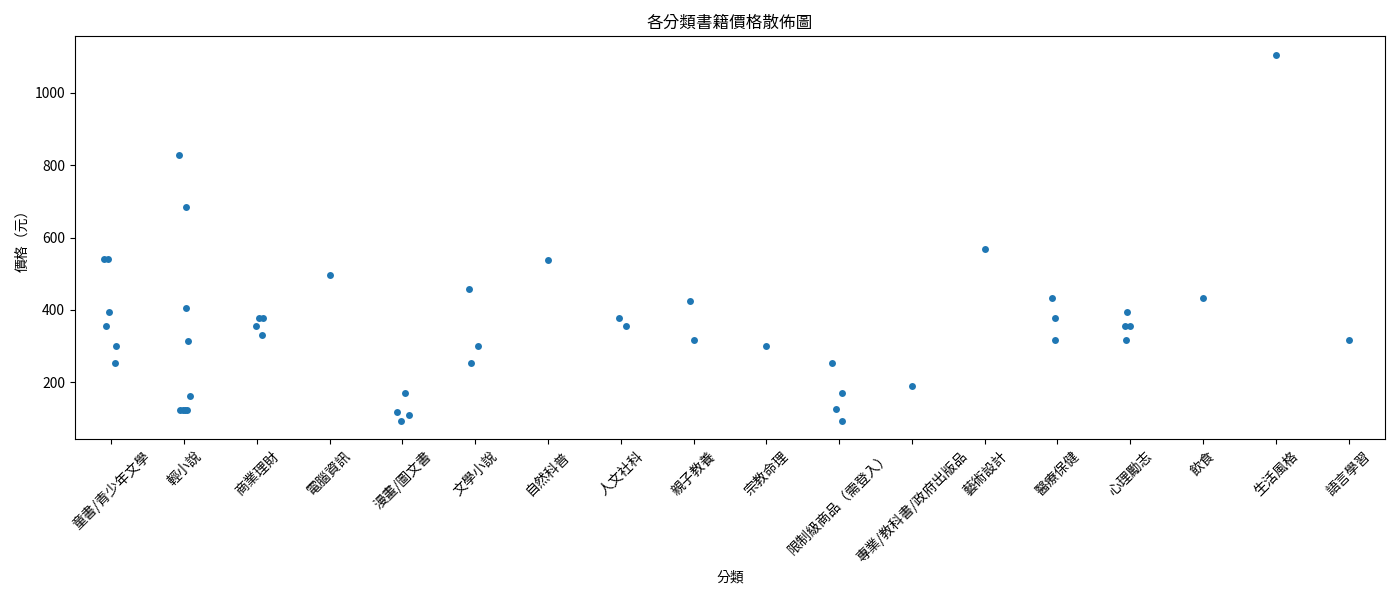 各分類書籍價格散佈圖
價格（元）
1000
800
600
400
200
童書/青少年文學
輕小說
商業理財
電腦資訊
漫畫/圖文書
文學小說
自然科普
人文社科
親子教養
宗教命理
限制級商品（需登入）
專業/教科書/政府出版品
藝術設計
醫療保健
心理勵志
飲食
生活風格
語言學習
分類